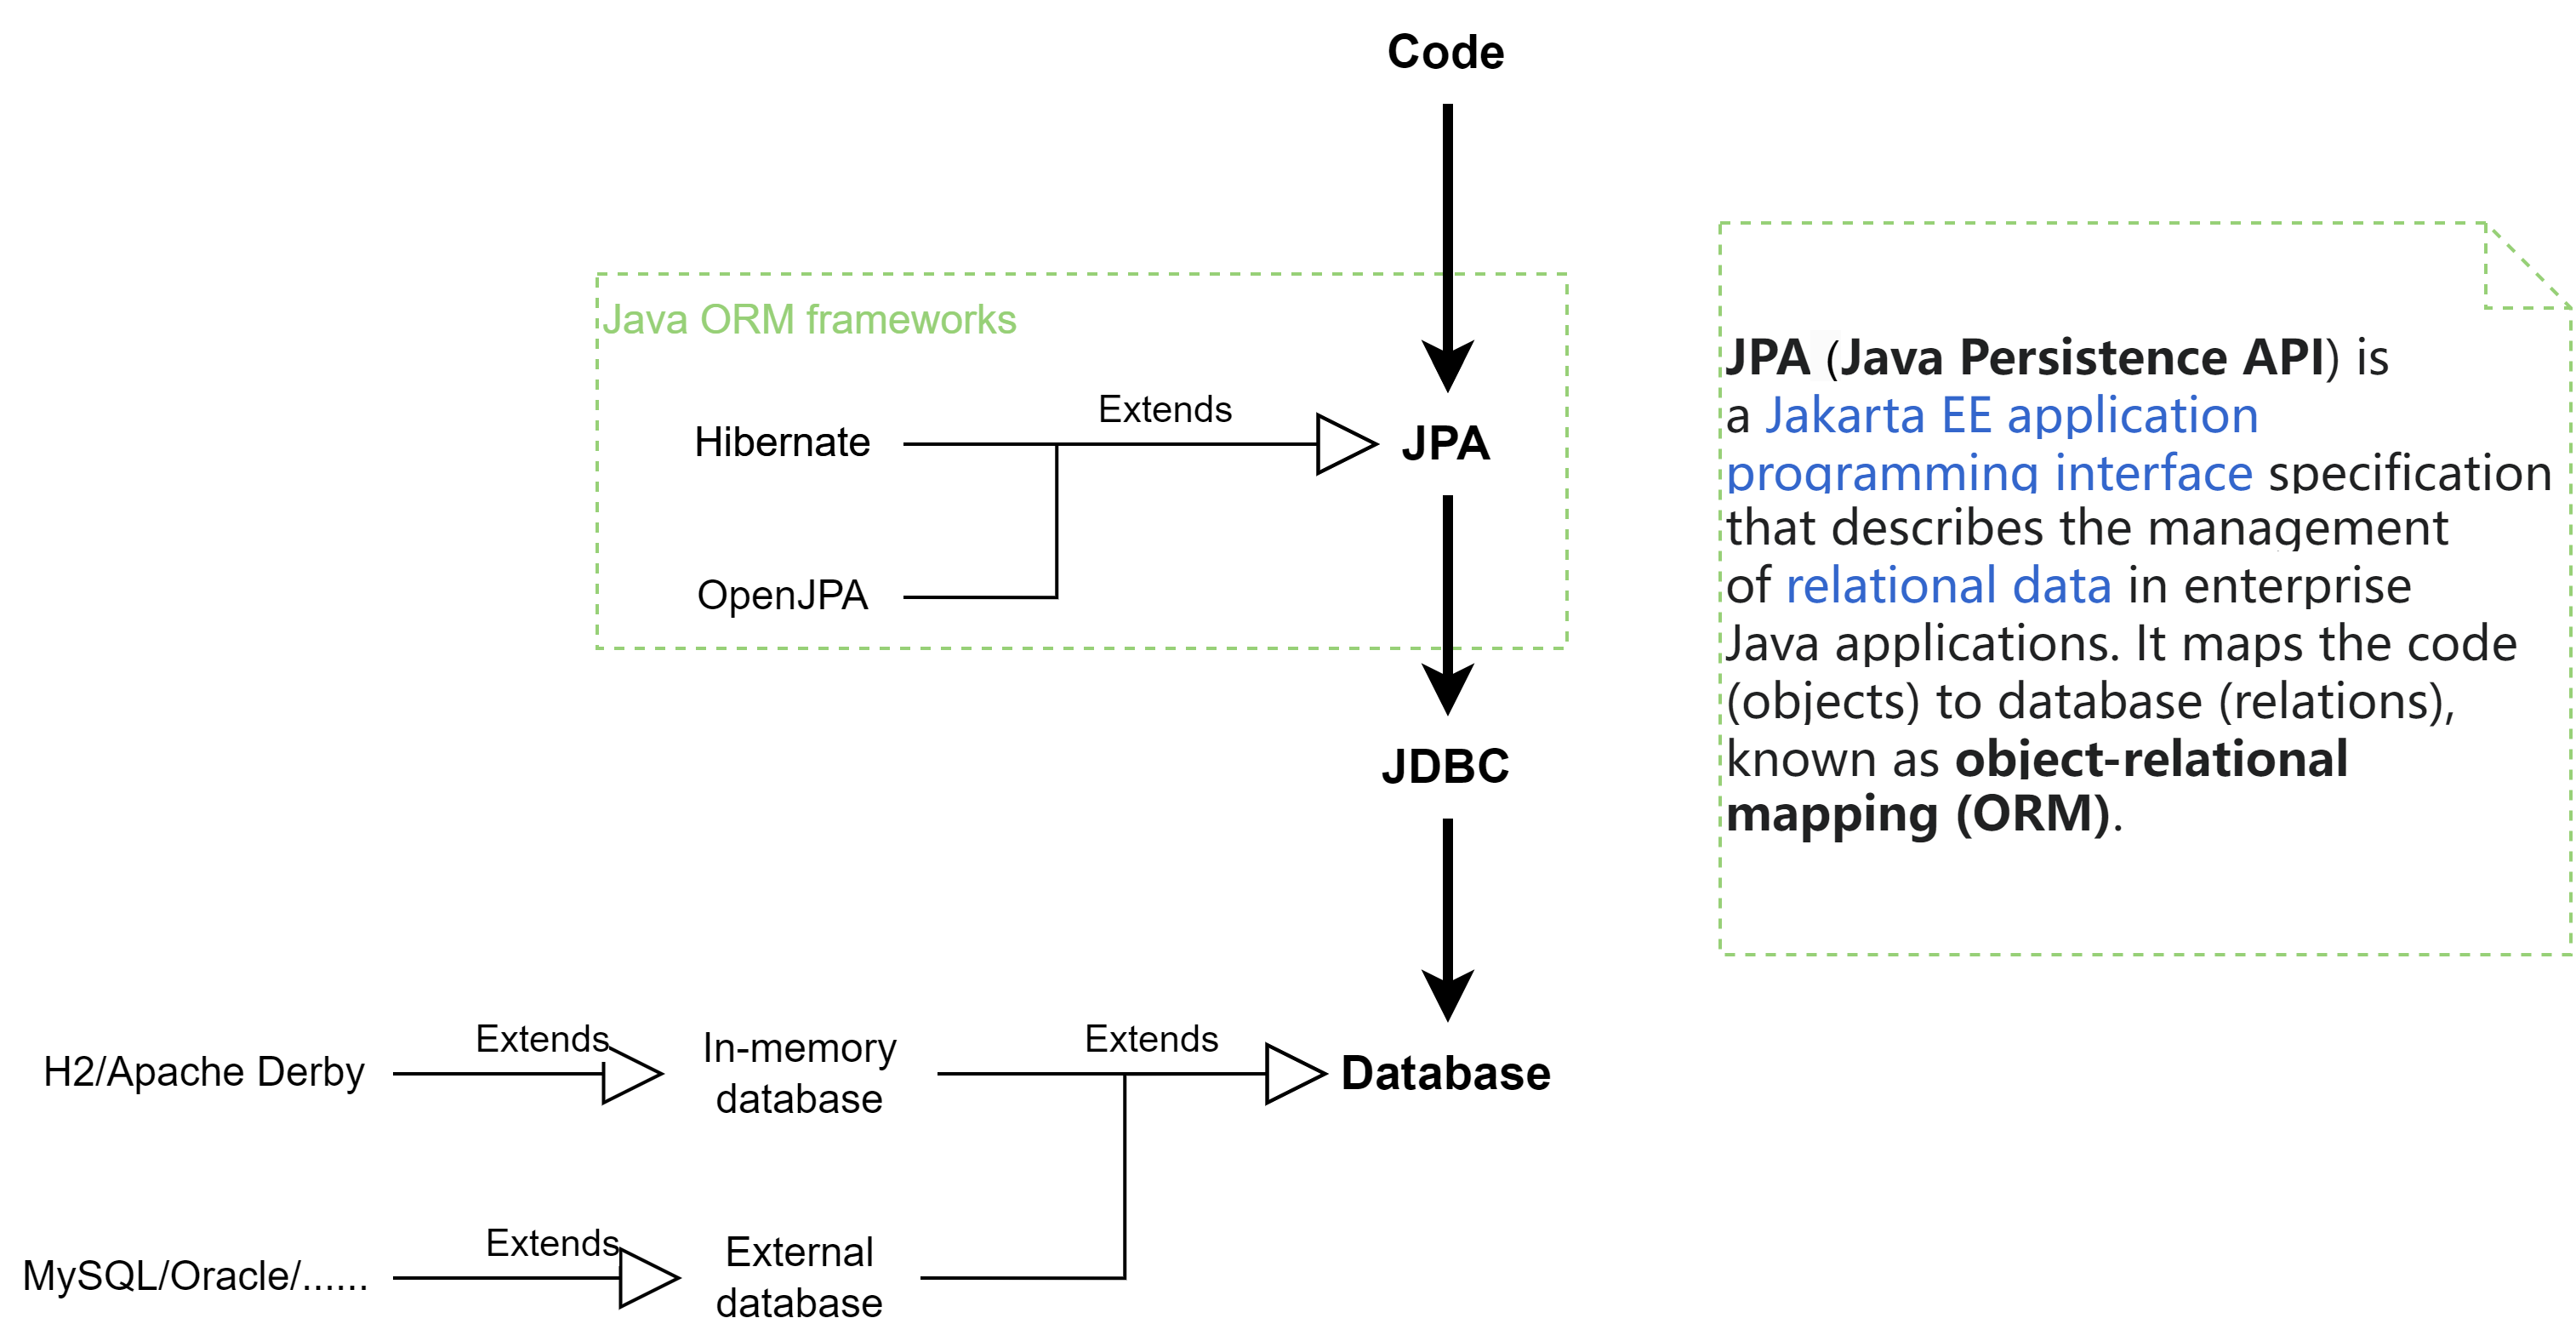 Code
Java ORM frameworks
Hibernate
Extends
JPA
OpenJPA
JDBC
H2/Apache Derby
Extends
In-memory
database
Extends
Database
MySQL/Oracle/......
Extends
External
database
JPA (Java Persistence API) is
a Jakarta EE application
programming interface specification
that describes the management
of relational data in enterprise
Java applications. It maps the code
(objects) to database (relations),
known as object-relational
mapping (ORM).